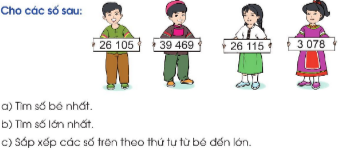 Cho các số sau:
26 105 39 469 26 115 3 078
a) Tìm số bé nhất.
b) Tìm số lớn nhất.
c) Sắp xếp các số trên theo thứ tự từ bé đến lớn.